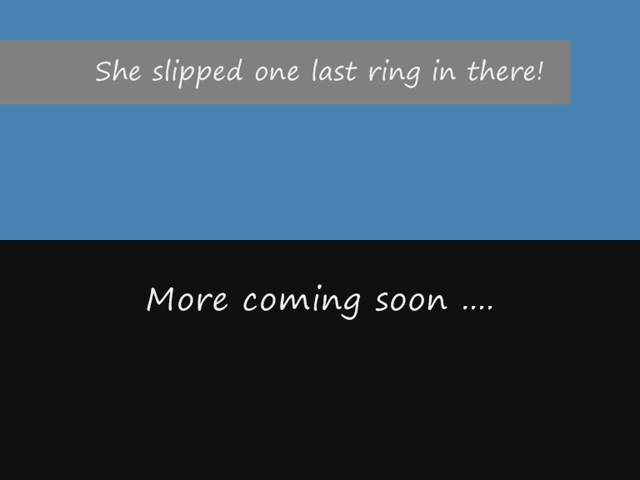 She slipped one last ring in there!
More coming soon ....